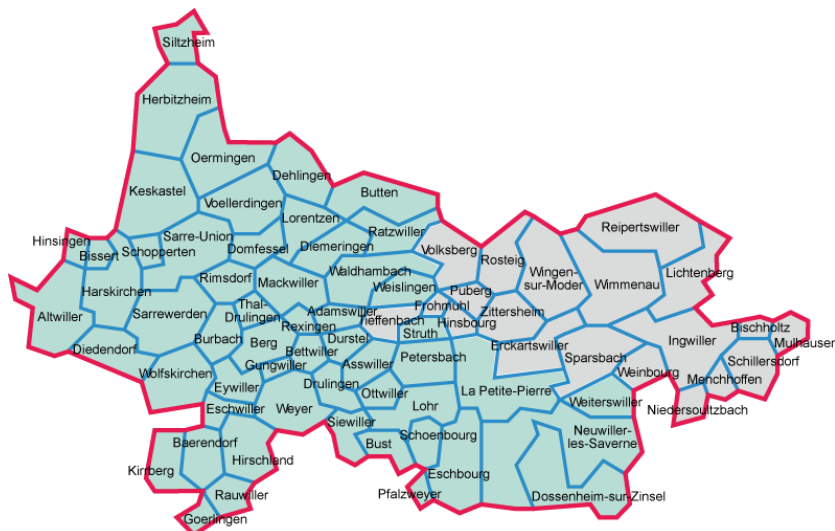 Siltzheim
Herbitzheim
Oermingen
Dehlingen
Keskastel
Butten
Voellerdingen
Lorentzen
Ratzwiller
Reipertswiller
Hinsingen
Sarre-Union
Bissert
Schopperten
Domfessel
Diemeringen
Volksberg
Rosteig
Waldhambach
Wingen-
sur-Moder
Lichtenberg
Rimsdorf
Mackwiller
Harskirchen
Weislingen
Puberg
Wimmenau
Thal-
Drulingen
Frohmuhl
Zittersheim
Altwiller
Sarrewerden
Adamswiller
Tieffenbach
Hinsbourg
Rexingen
Struth
Bischholtz
Burbach
Berg
Durstel
Ingwiller
Mulhausen
Diedendorf
Bettwiller
Erckartswiller
Gungwiller
Asswiller
Petersbach
Sparsbach
Schillersdorf
Wolfskirchen
Weinbourg
Menchhoffen
Eywiller
Drulingen
Ottwiller
La Petite-Pierre
Weiterswiller
Eschwiller
Weyer
Lohr
Niedersoultzbach
Siewiller
Schoenbourg
Neuwiller-
les-Saverne
Baerendorf
Bust
Kirrberg
Hirschland
Eschbourg
Rauwiller
Pfalzweyer
Dossenheim-sur-Zinsel
Goerlingen